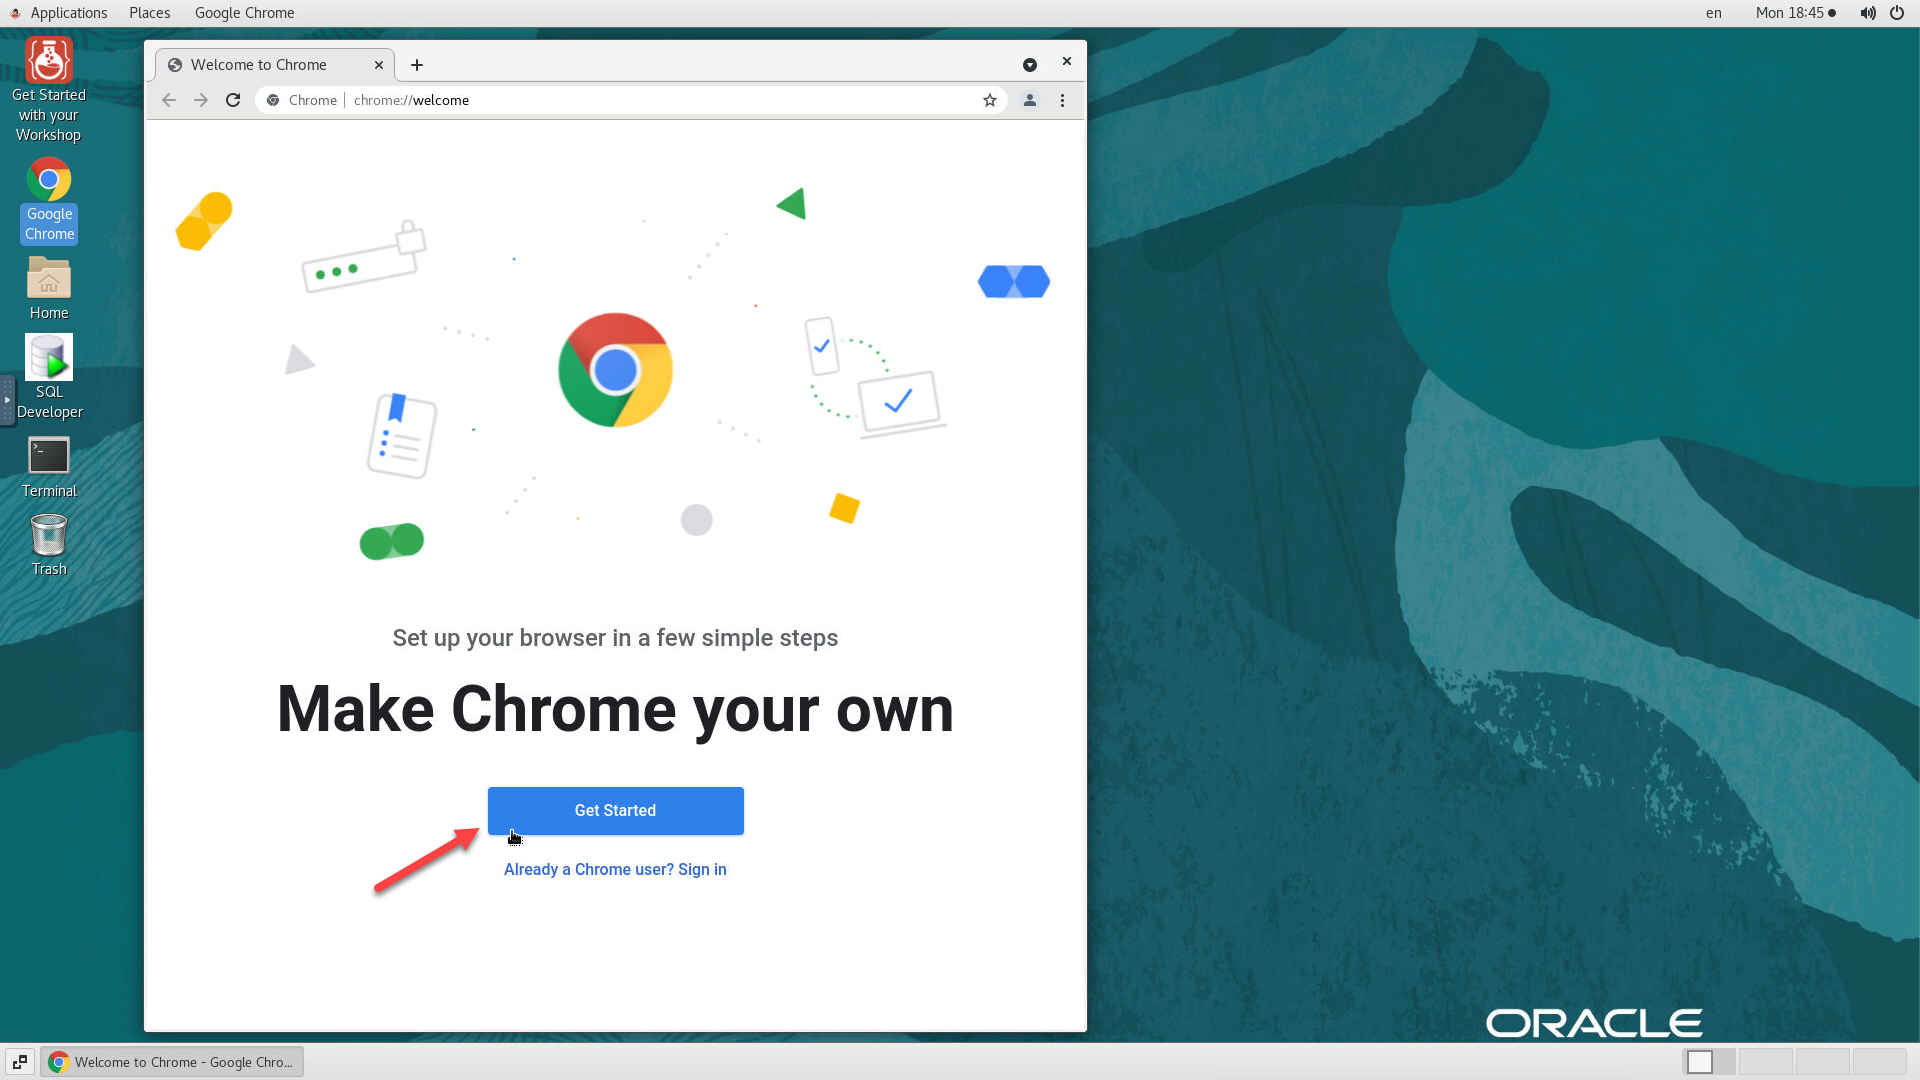 Applications Places Google Chrome en Mon 18:45
Welcome to Chrome
Chrome chrome://welcome
Get Started
with your
Workshop
Google
Chrome
Home
SQL
Developer
Terminal
Trash
Set up your browser in a few simple steps
Make Chrome your own
Get Started
Already a Chrome user? Sign in
ORACLE
Welcome to Chrome - Google Chro...